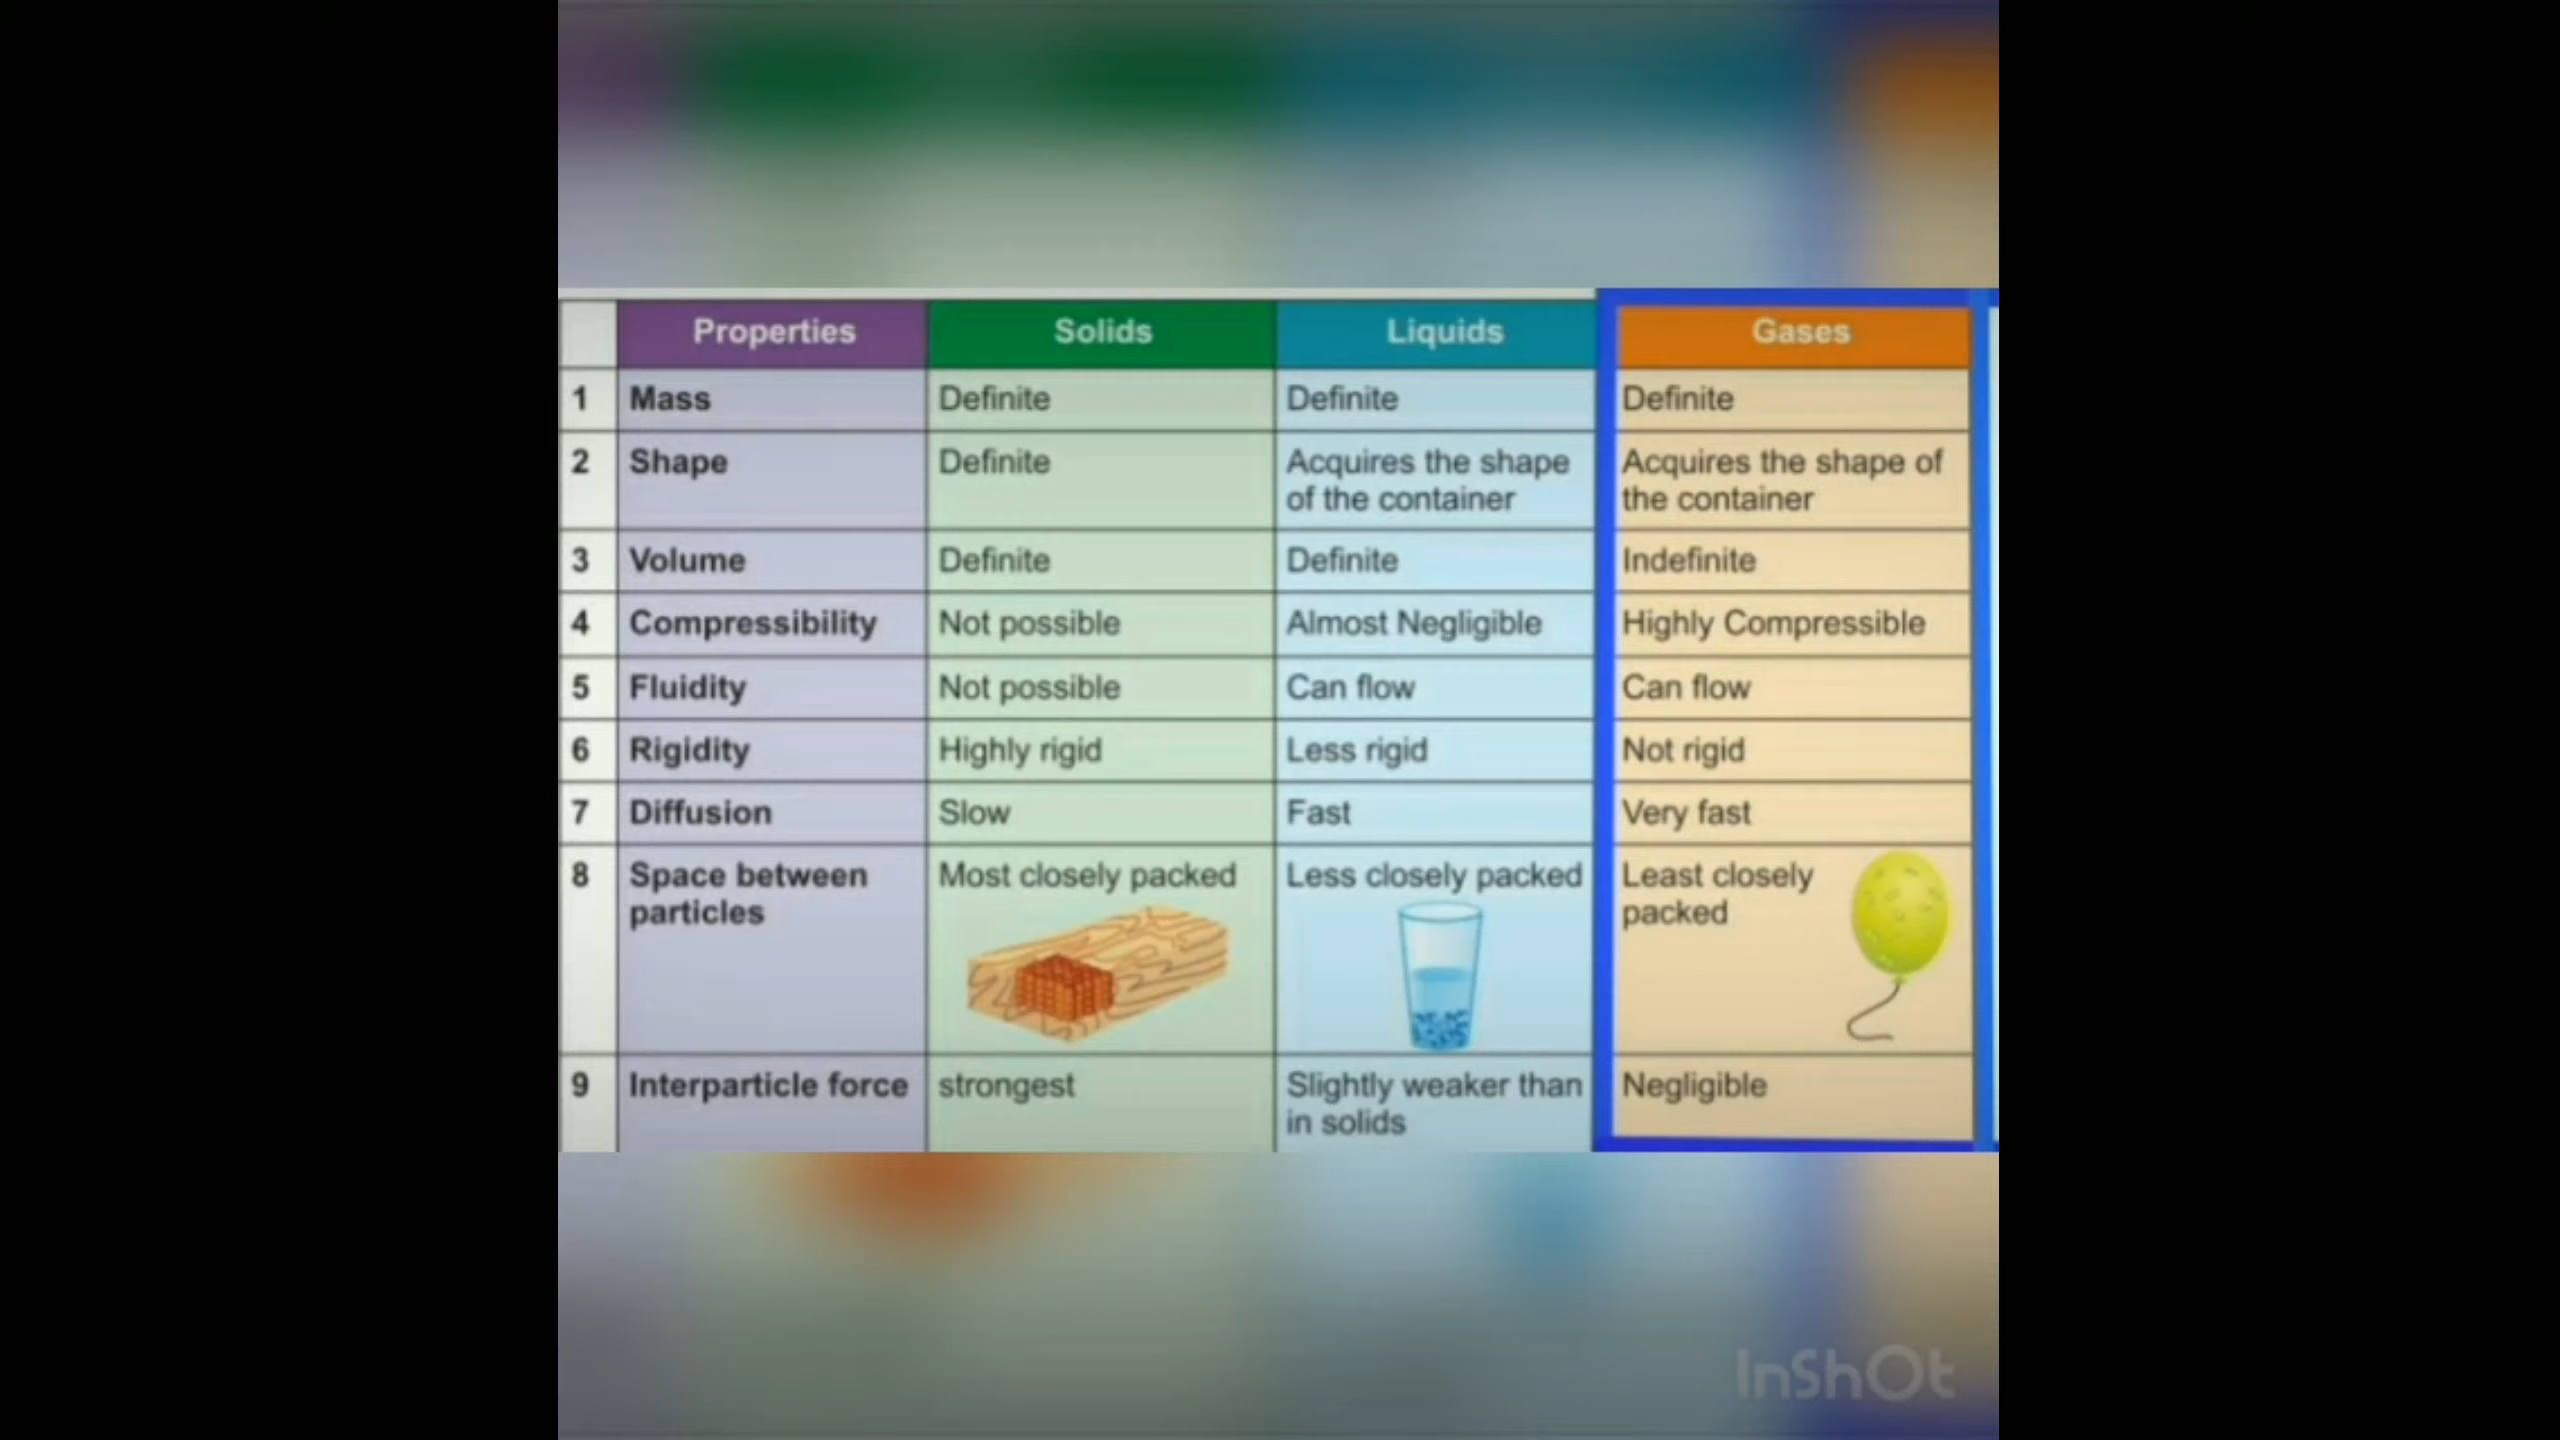 Properties Solids Liquids Gases
1 Mass Definite Definite Definite
2 Shape Definite Acquires the shape Acquires the shape of
of the container the container
3 Volume Definite Definite Indefinite
4 Compressibility Not possible Almost Negligible Highly Compressible
5 Fluidity Not possible Can flow Can flow
6 Rigidity Highly rigid Less rigid Not rigid
7 Diffusion Slow Fast Very fast
8 Space between Most closely packed Less closely packed Least closely
particles packed
9 Interparticle force strongest Slightly weaker than Negligible
in solids
InShOt